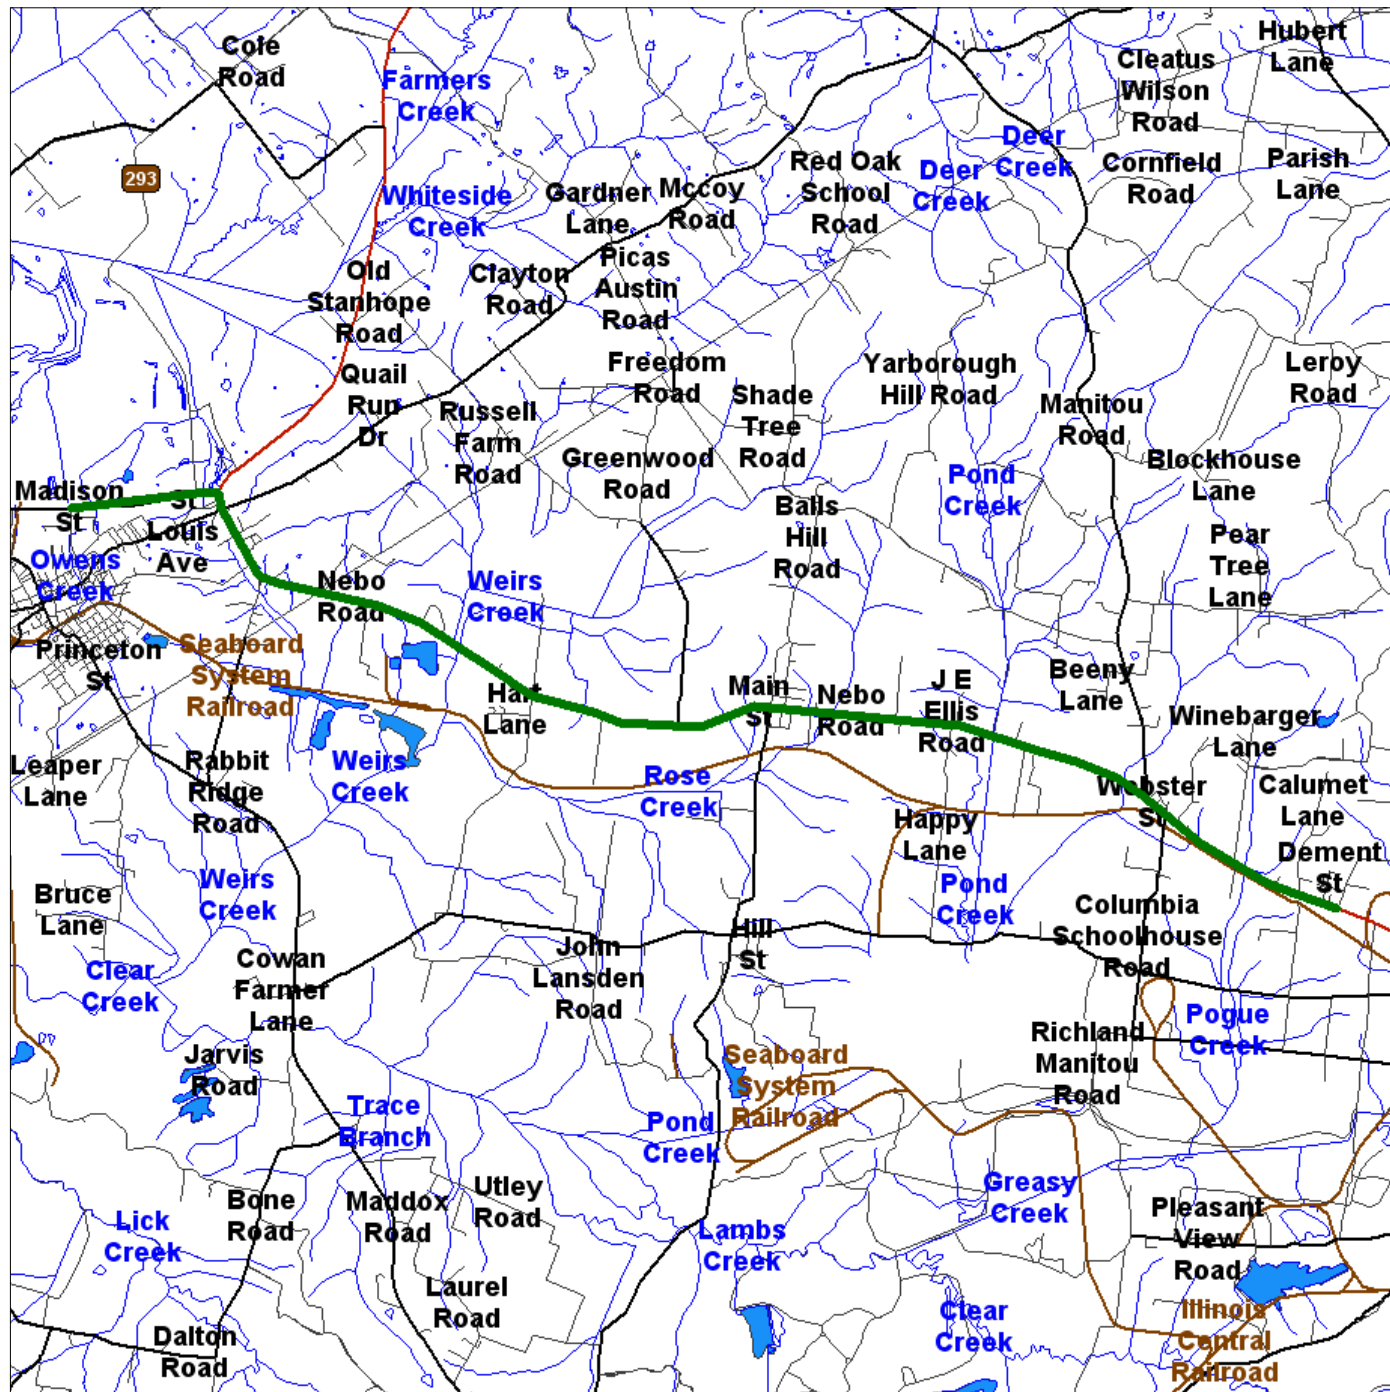 Cole
Road
Farmers
Creek
Hubert
Lane
Cleatus
Wilson
Road
293
Deer
Creek
Deer
Creek
Red Oak
School
Road
Cornfield
Road
Parish
Lane
Whiteside
Creek
Gardner
Lane
Mccoy
Road
Picas
Austin
Road
Old
Stanhope
Road
Clayton
Road
Quail
Run
Dr
Freedom
Road
Yarborough
Hill Road
Leroy
Road
Shade
Tree
Road
Manitou
Road
Russell
Farm
Road
Greenwood
Road
Pond
Creek
Blockhouse
Lane
Madison
St
St
Louis
Ave
Balls
Hill
Road
Pear
Tree
Lane
Owens
Creek
Nebo
Road
Weirs
Creek
Princeton
St
Seaboard
System
Railroad
Hart
Lane
Main
St
Nebo
Road
J E
Ellis
Road
Beeny
Lane
Winebarger
Lane
Leaper
Lane
Rabbit
Ridge
Road
Weirs
Creek
Rose
Creek
Webster
St
Calumet
Lane
Happy
Lane
Dement
St
Bruce
Lane
Weirs
Creek
Pond
Creek
Columbia
Schoolhouse
Road
Hill
St
John
Lansden
Road
Clear
Creek
Cowan
Farmer
Lane
Pogue
Creek
Richland
Manitou
Road
Jarvis
Road
Seaboard
System
Railroad
Trace
Branch
Pond
Creek
Greasy
Creek
Utley
Road
Bone
Road
Maddox
Road
Lick
Creek
Lambs
Creek
Pleasant
View
Road
Laurel
Road
Clear
Creek
Illinois
Central
Railroad
Dalton
Road